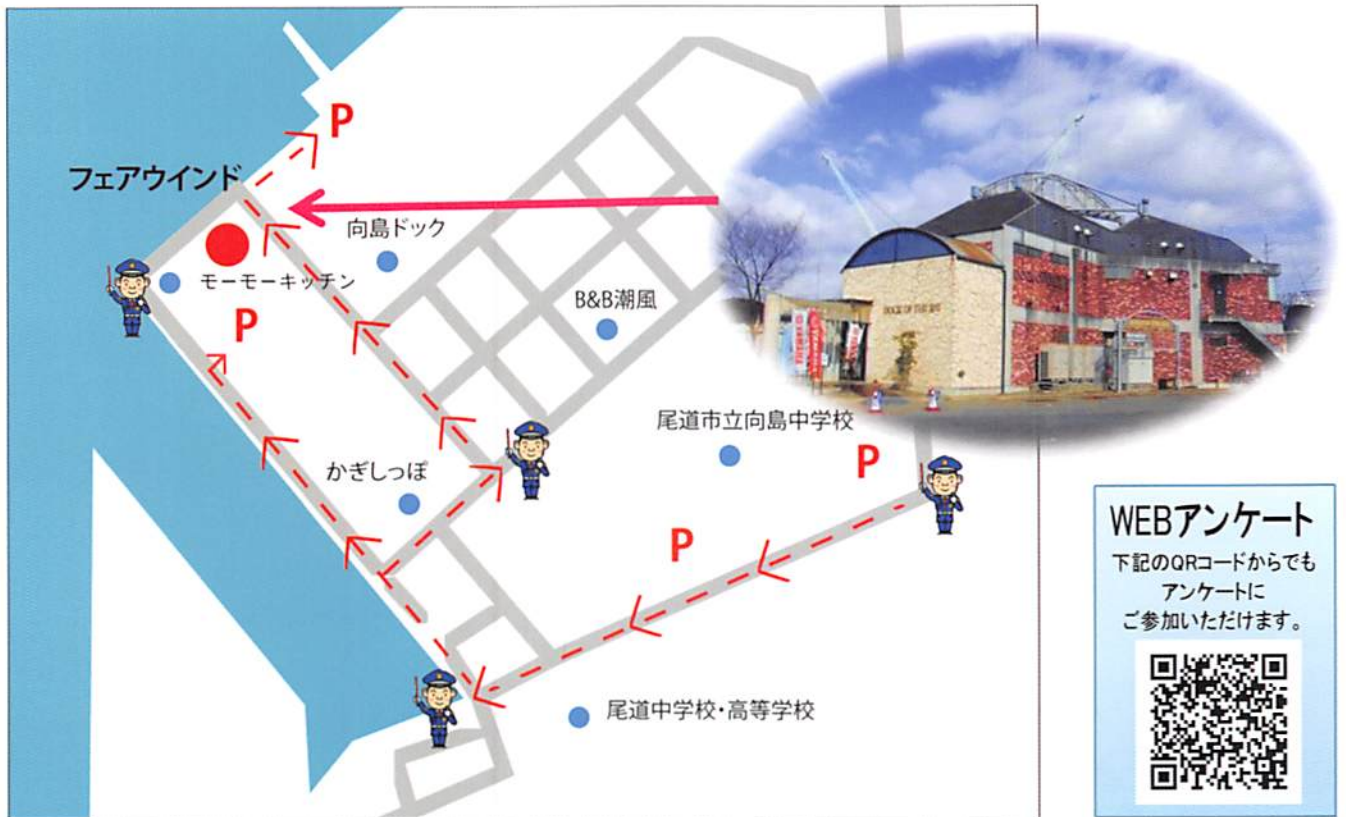 P
フェアウインド
向島ドック
モーモーキッチン
B&B潮風
P
尾道市立向島中学校
P
かぎしっぽ
P
尾道中学校・高等学校
DOCK OF THE BAY
WEBアンケート
下記のQRコードからでも
アンケートに
ご参加いただけます。